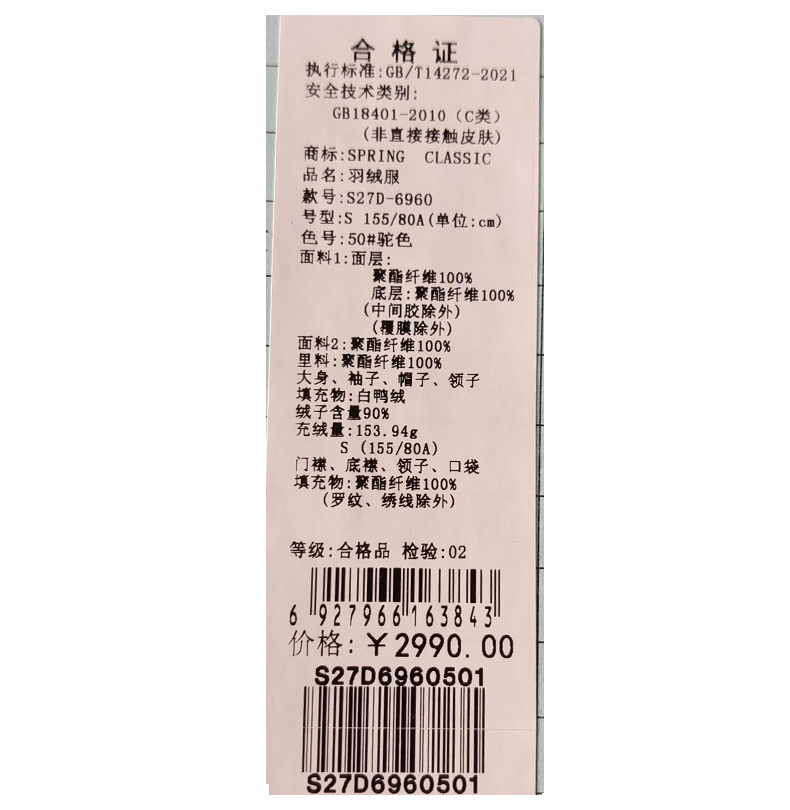 合格证
执行标准:GB/T14272-2021
安全技术类别:
GB18401-2010（C类）
(非直接接触皮肤)
商标:SPRING CLASSIC
品名:羽绒服
款号:S27D-6960
号型:S 155/80A(单位:cm)
色号:50#驼色
面料1:面层:
聚酯纤维100%
底层:聚酯纤维100%
(中间胶除外)
(覆膜除外)
面料2:聚酯纤维100%
里料:聚酯纤维100%
大身、袖子、帽子、领子
填充物:白鸭绒
绒子含量90%
充绒量:153.94g
S (155/80A)
门襟、底襟、领子、口袋
填充物:聚酯纤维100%
(罗纹、绣线除外)
等级:合格品 检验:02
6 927966 163843
价格:￥2990.00
S27D6960501
S27D6960501